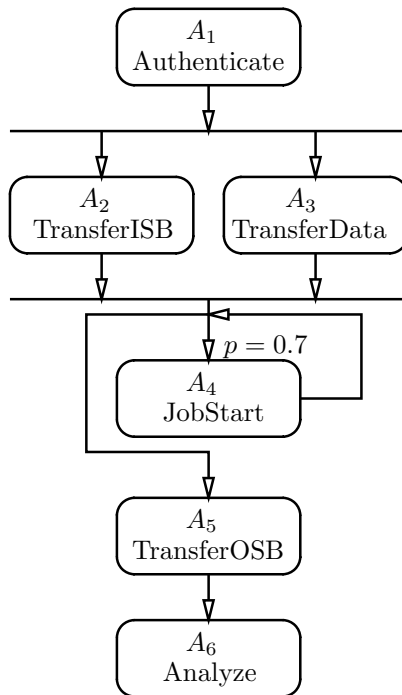 A₁
Authenticate
A₂
TransferISB
A₃
TransferData
p = 0.7
A₄
JobStart
A₅
TransferOSB
A₆
Analyze